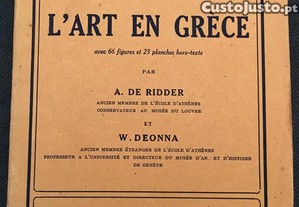 CustoJusto.pt
L'ART EN GRÈCE
avec 66 figures et 23 planches hors-texte
PAR
A. DE RIDDER
ANCIEN MEMBRE DE L'ÉCOLE D'ATHÈNES
CONSERVATEUR AU MUSÉE DU LOUVRE
ET
W. DEONNA
ANCIEN MEMBRE ÉTRANGER DE L'ÉCOLE D'ATHÈNES
PROFESSEUR A L'UNIVERSITÉ ET DIRECTEUR DU MUSÉE D'ART ET D'HISTOIRE
DE GENÈVE